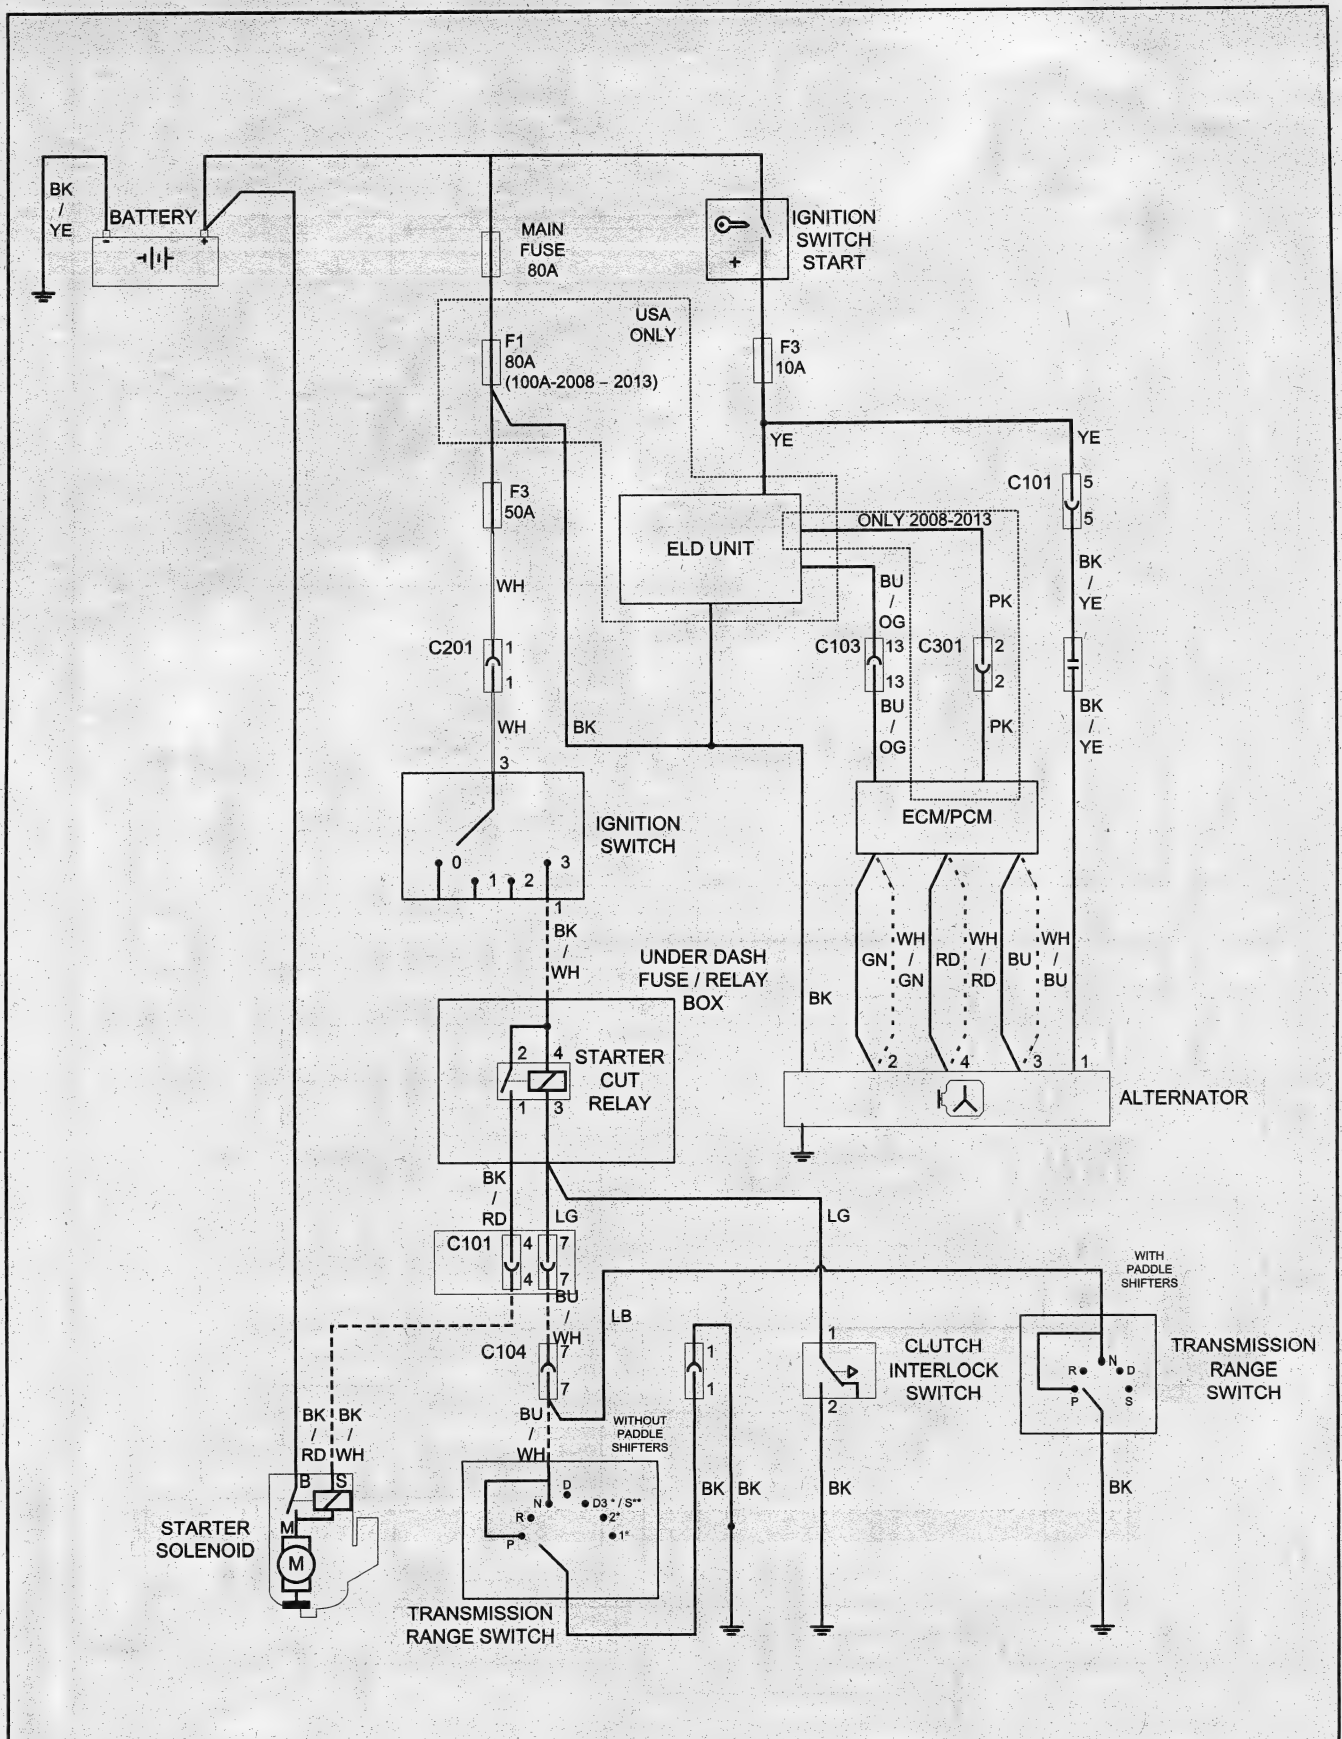 BK
/
YE
BATTERY
-
+
MAIN
FUSE
80A
IGNITION
SWITCH
START
+
USA
ONLY
F1
80A
(100A-2008 – 2013)
F3
10A
YE
YE
C101
5
5
F3
50A
ELD UNIT
ONLY 2008-2013
WH
BU
/
OG
PK
BK
/
YE
C201
1
1
C103
13
13
C301
2
2
WH
BK
BU
/
OG
PK
BK
/
YE
3
IGNITION
SWITCH
0
1
2
3
1
ECM/PCM
BK
/
WH
UNDER DASH
FUSE / RELAY
BOX
BK
GN
WH
/
GN
RD
WH
/
RD
BU
WH
/
BU
2
4
3
1
ALTERNATOR
2
4
STARTER
CUT
RELAY
1
3
BK
/
RD
LG
LG
C101
4
7
4
7
BU
/
WH
LB
WITH
PADDLE
SHIFTERS
C104
7
7
1
1
1
2
CLUTCH
INTERLOCK
SWITCH
TRANSMISSION
RANGE
SWITCH
R
N
D
P
S
BK
/
RD
BK
/
WH
BU
/
WH
WITHOUT
PADDLE
SHIFTERS
BK
BK
BK
BK
B
S
M
M
STARTER
SOLENOID
D
N
D3 * / S**
R
2*
P
1*
TRANSMISSION
RANGE SWITCH